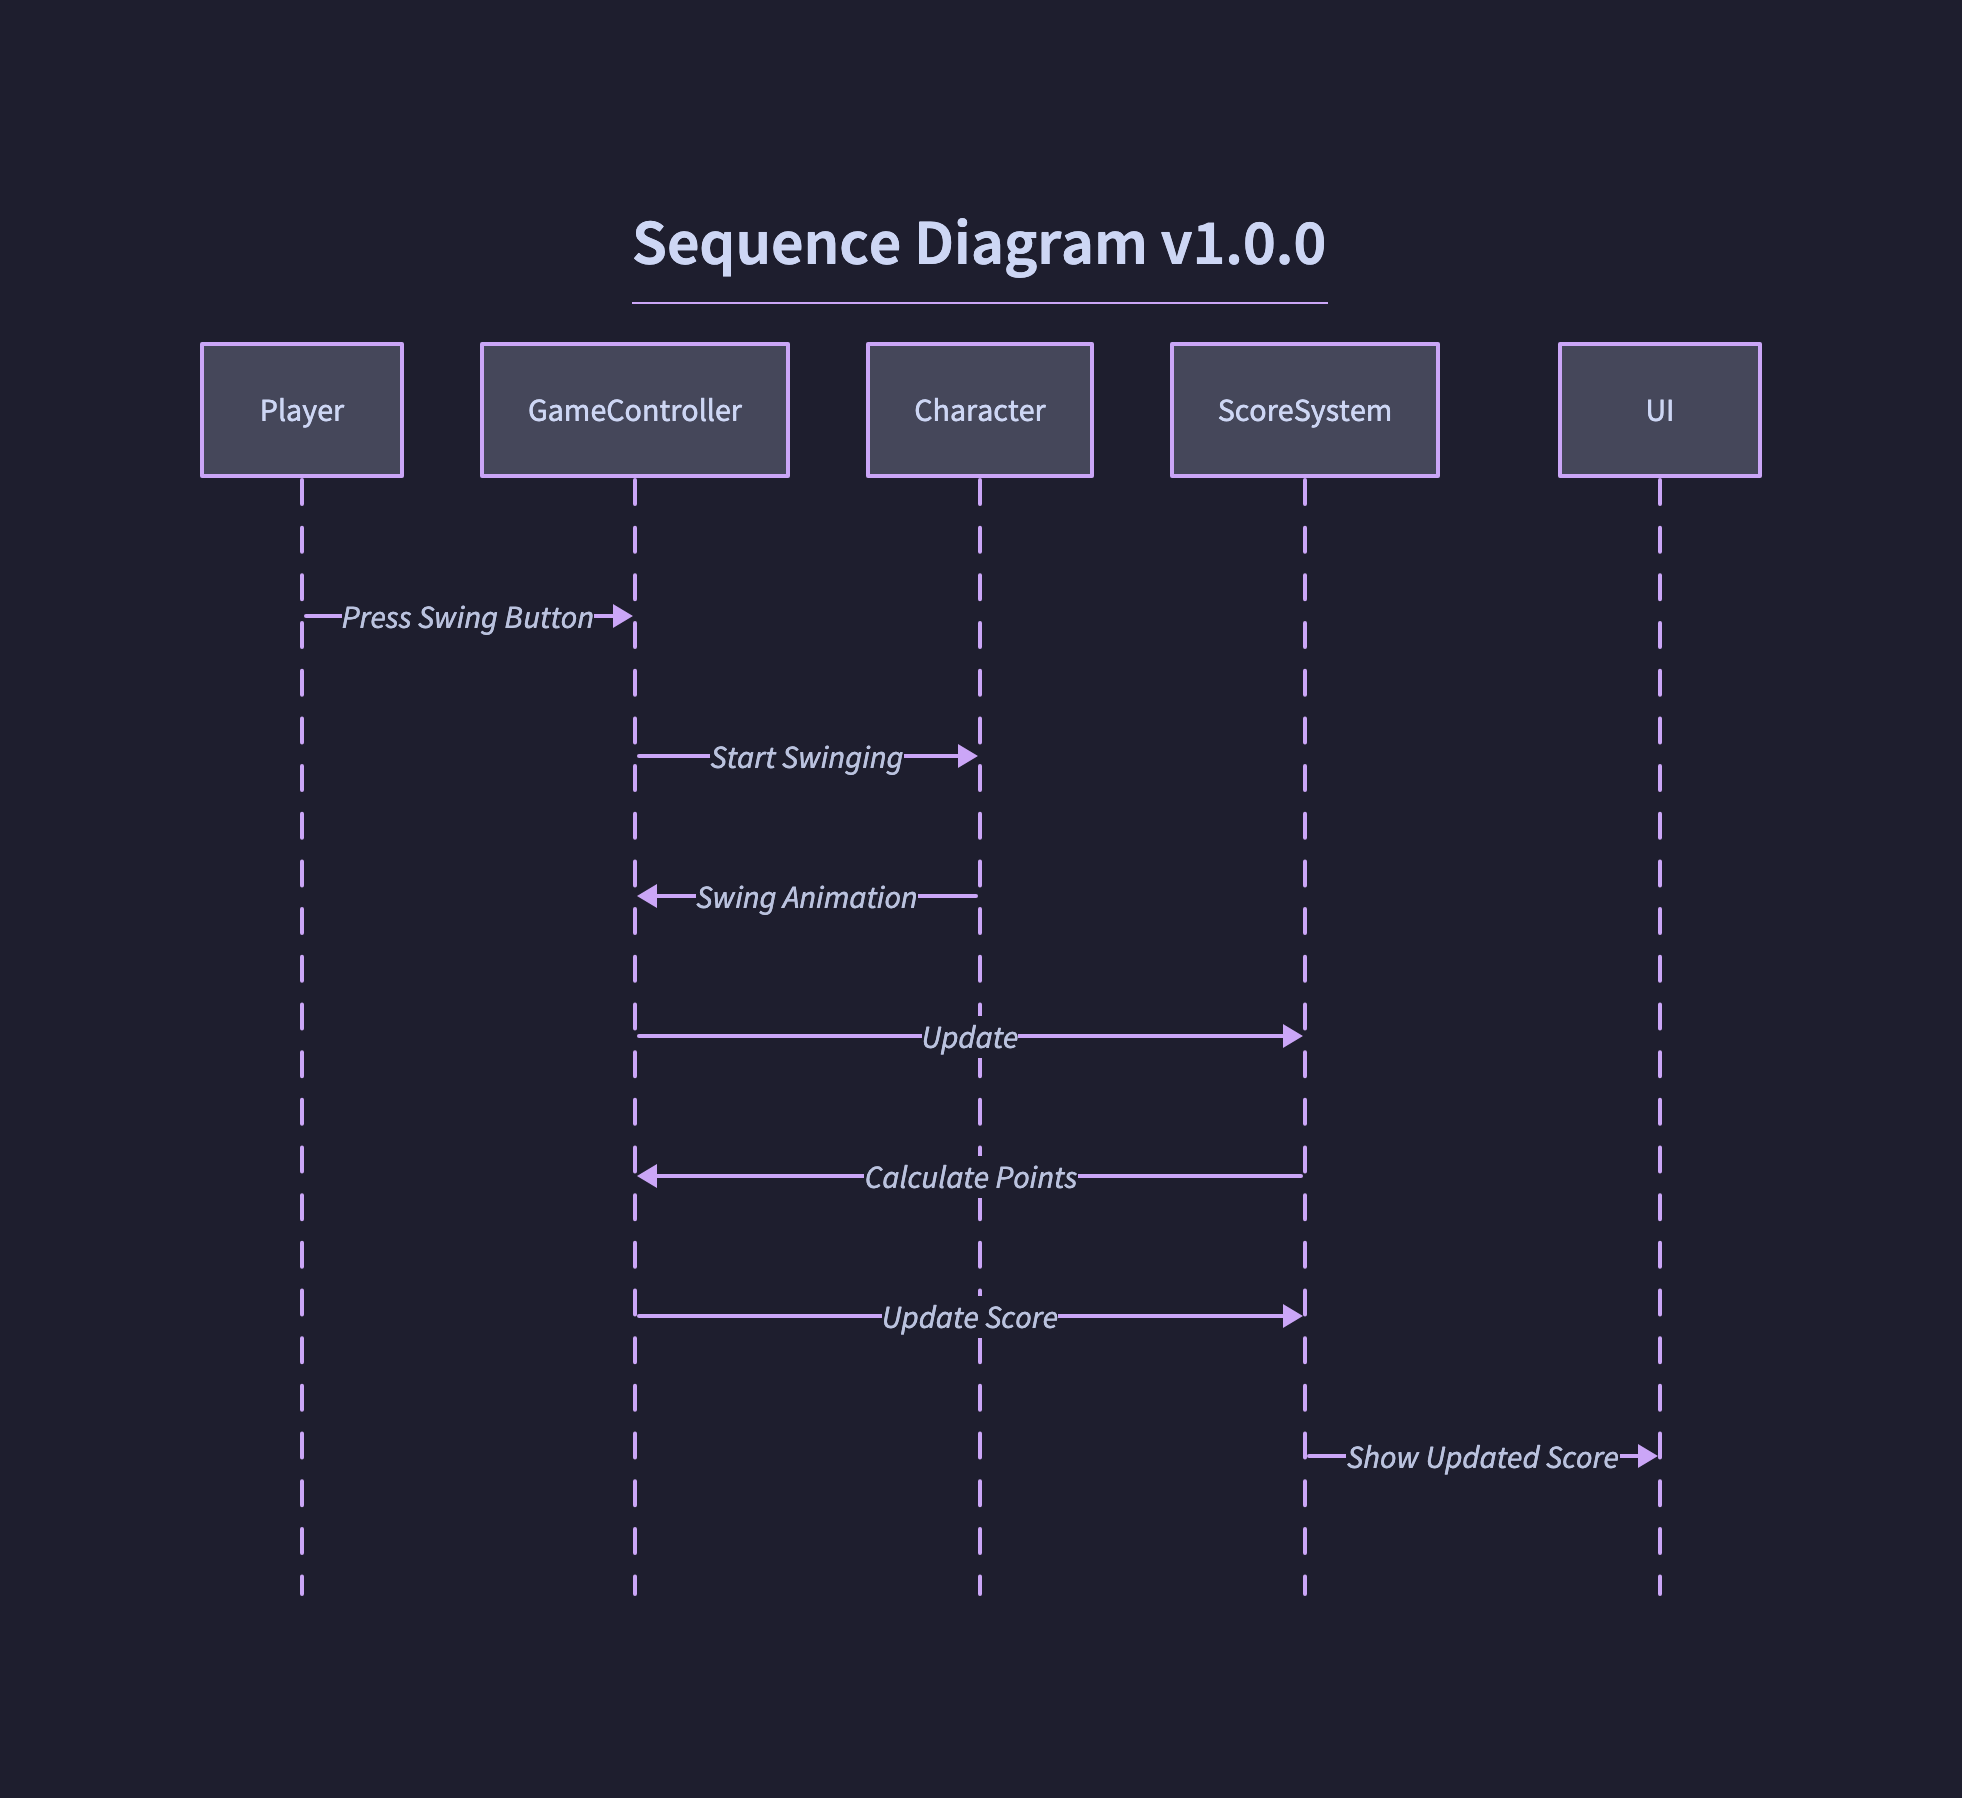 Sequence Diagram v1.0.0
Player
GameController
Character
ScoreSystem
UI
Press Swing Button
Start Swinging
Swing Animation
Update
Calculate Points
Update Score
Show Updated Score